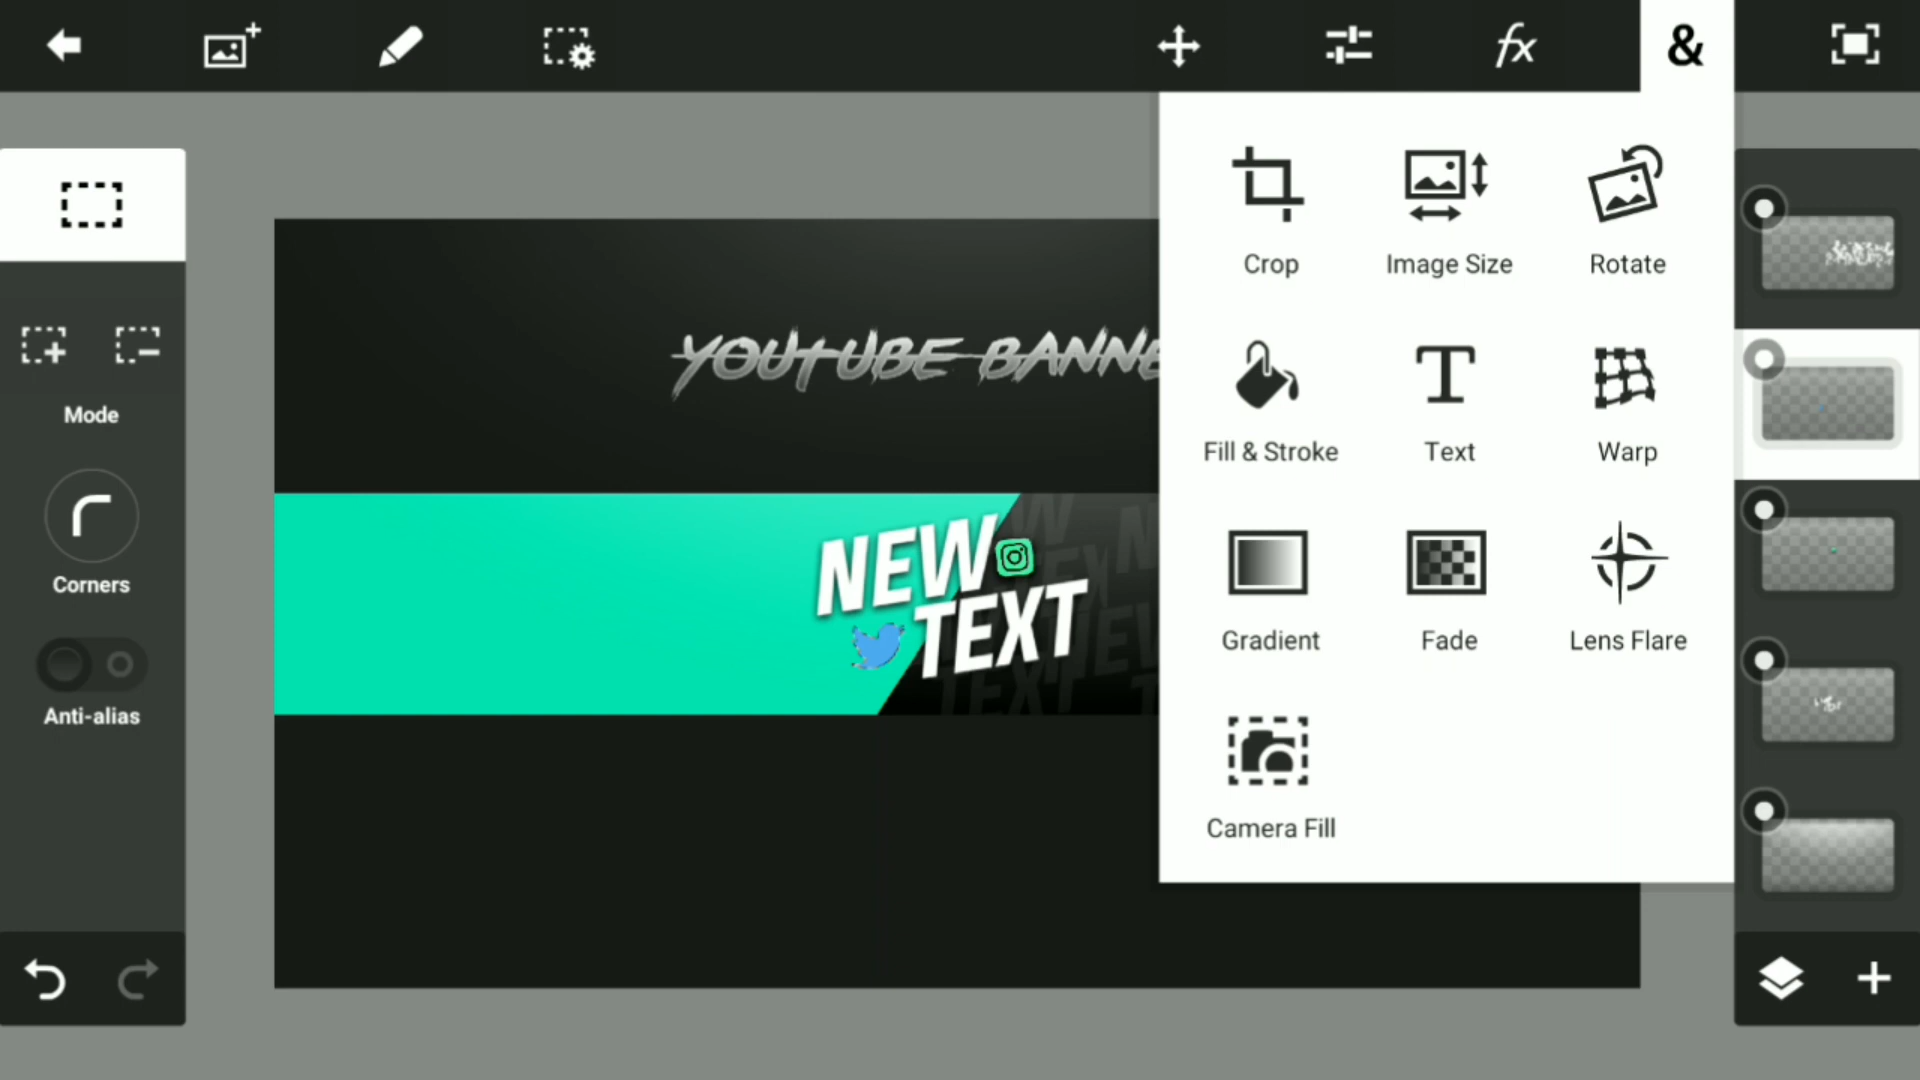 fx
&
Crop
Image Size
Rotate
Mode
YOUTUBE BANNE
Fill & Stroke
Text
Warp
Corners
NEW
TEXT
Gradient
Fade
Lens Flare
Anti-alias
Camera Fill